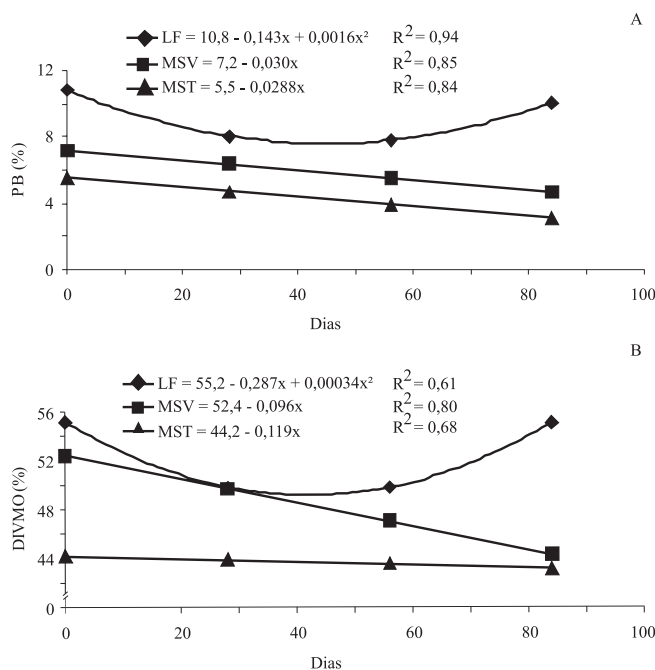 A
LF = 10,8 - 0,143x + 0,0016x² R² = 0,94
MSV = 7,2 - 0,030x R² = 0,85
MST = 5,5 - 0,0288x R² = 0,84
12
8
4
0
PB (%)
0 20 40 60 80 100
Dias
B
LF = 55,2 - 0,287x + 0,00034x² R² = 0,61
MSV = 52,4 - 0,096x R² = 0,80
MST = 44,2 - 0,119x R² = 0,68
56
52
48
44
0
DIVMO (%)
0 20 40 60 80 100
Dias